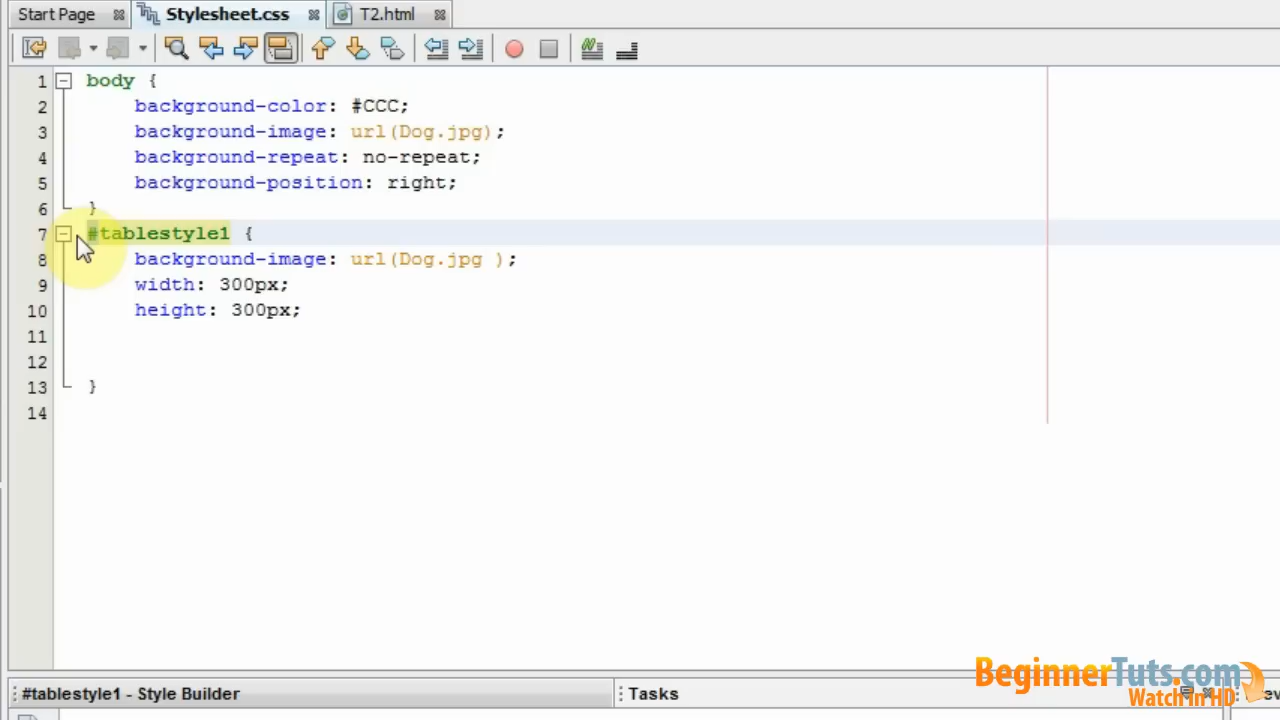 Start Page
Stylesheet.css
T2.html
1 body {
2 background-color: #CCC;
3 background-image: url(Dog.jpg);
4 background-repeat: no-repeat;
5 background-position: right;
6 }
7 #tablestyle1 {
8 background-image: url(Dog.jpg );
9 width: 300px;
10 height: 300px;
11
12
13 }
14
#tablestyle1 - Style Builder
Tasks
BeginnerTuts.com
Watch in HD